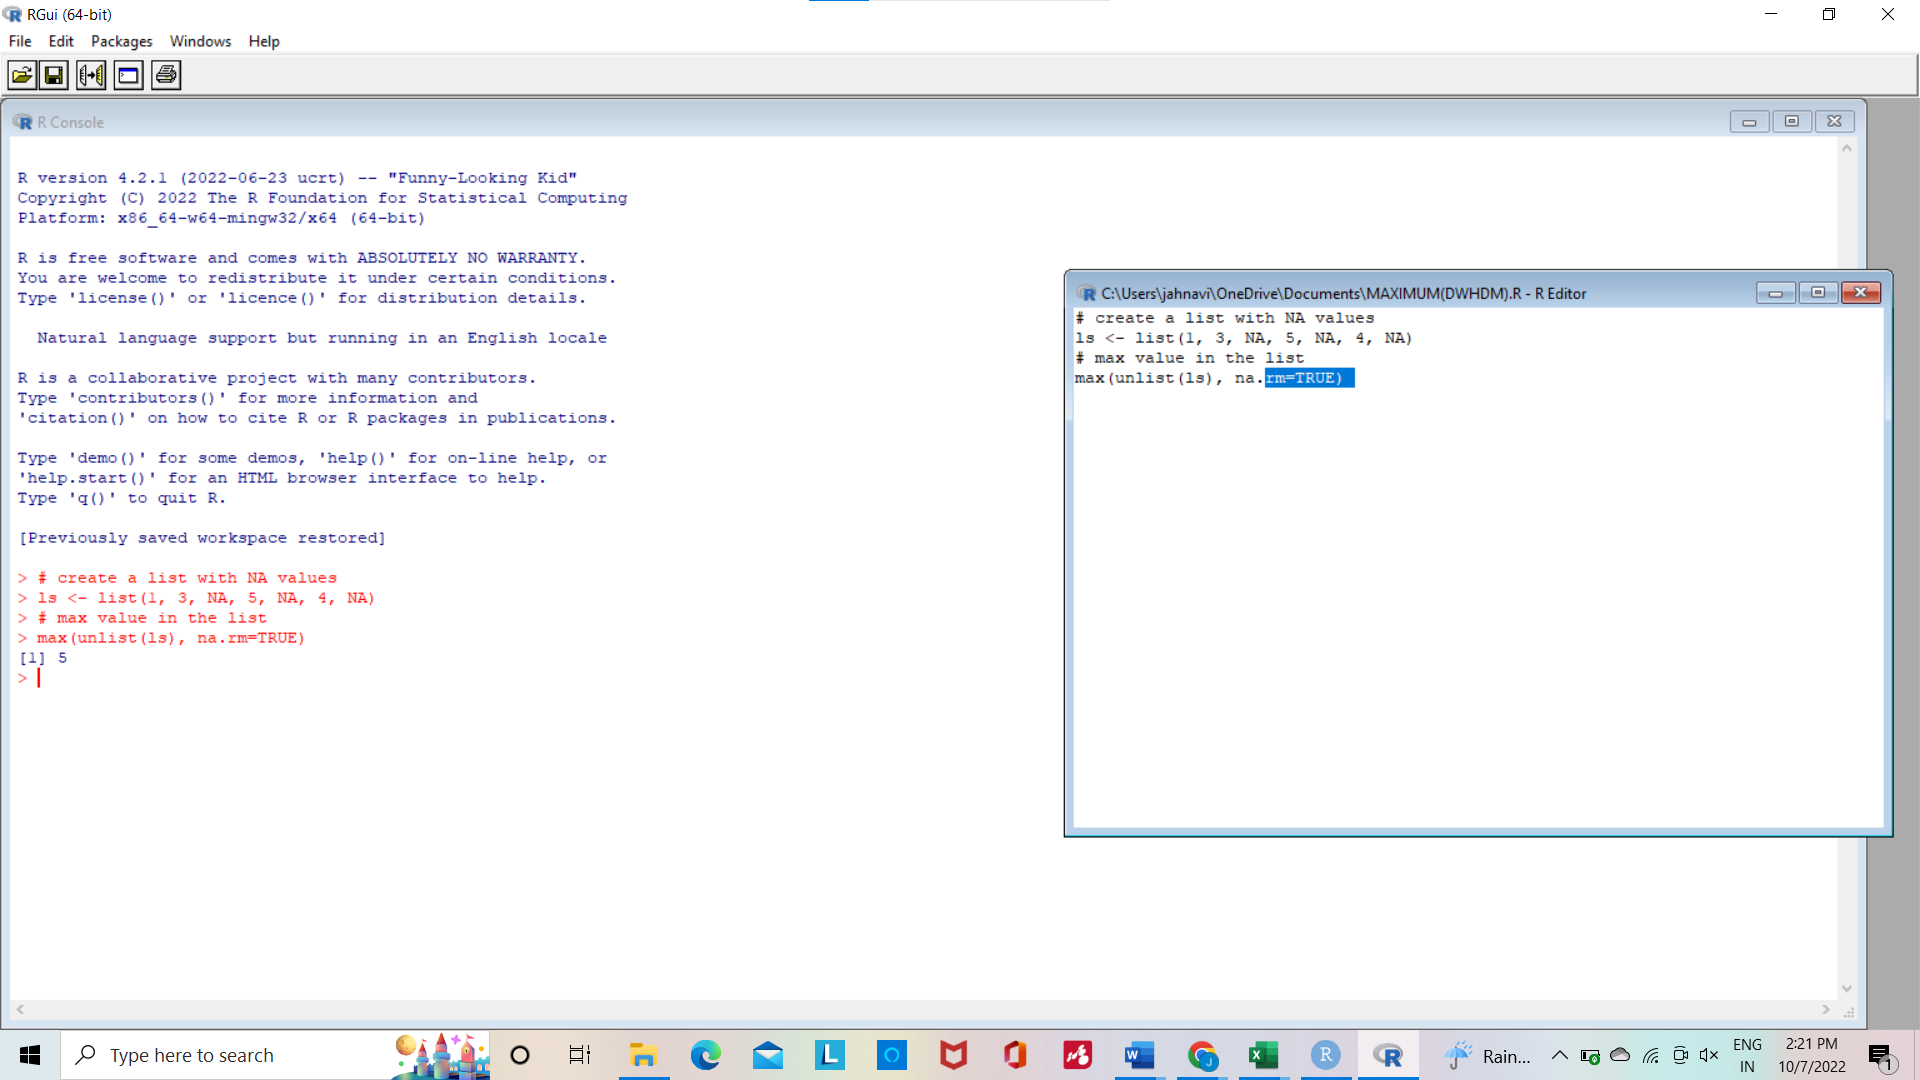 RGui (64-bit)
File Edit Packages Windows Help
R Console
R version 4.2.1 (2022-06-23 ucrt) -- "Funny-Looking Kid"
Copyright (C) 2022 The R Foundation for Statistical Computing
Platform: x86_64-w64-mingw32/x64 (64-bit)
R is free software and comes with ABSOLUTELY NO WARRANTY.
You are welcome to redistribute it under certain conditions.
Type 'license()' or 'licence()' for distribution details.
Natural language support but running in an English locale
R is a collaborative project with many contributors.
Type 'contributors()' for more information and
'citation()' on how to cite R or R packages in publications.
Type 'demo()' for some demos, 'help()' for on-line help, or
'help.start()' for an HTML browser interface to help.
Type 'q()' to quit R.
[Previously saved workspace restored]
> # create a list with NA values
> ls <- list(1, 3, NA, 5, NA, 4, NA)
> # max value in the list
> max(unlist(ls), na.rm=TRUE)
[1] 5
>
C:\Users\jahnavi\OneDrive\Documents\MAXIMUM(DWHDM).R - R Editor
# create a list with NA values
ls <- list(1, 3, NA, 5, NA, 4, NA)
# max value in the list
max(unlist(ls), na.rm=TRUE)
Type here to search
Rain...
ENG
IN
2:21 PM
10/7/2022
1